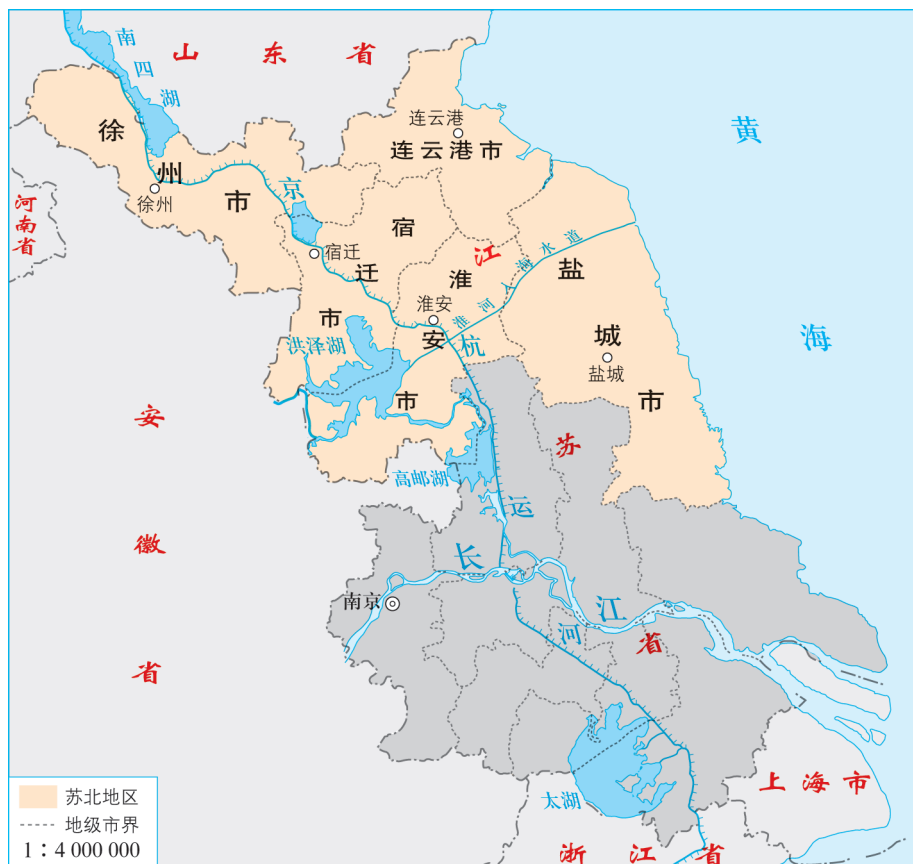 南四湖
山东省
连云港
连云港市
徐州市
徐州
河南省
京杭运河
宿迁市
宿迁
黄海
江苏省
淮河入海水道
淮安市
淮安
盐城市
盐城
洪泽湖
安徽省
高邮湖
长江
南京
太湖
上海市
浙江省
苏北地区
地级市界
1∶4 000 000